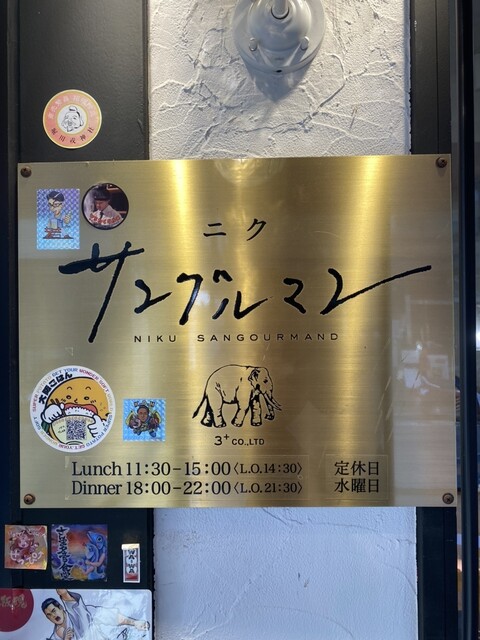 ニク
サングルマン
NIKU SANGOURMAND
3+ CO.,LTD
Lunch 11:30-15:00〈L.O.14:30〉
Dinner 18:00-22:00〈L.O.21:30〉
定休日
水曜日